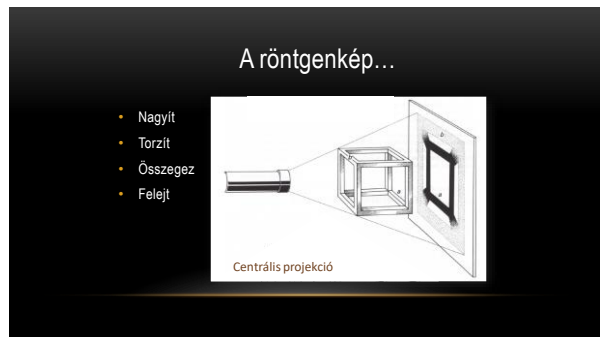 A röntgenkép…
• Nagyít
• Torzít
• Összegez
• Felejt
Centrális projekció